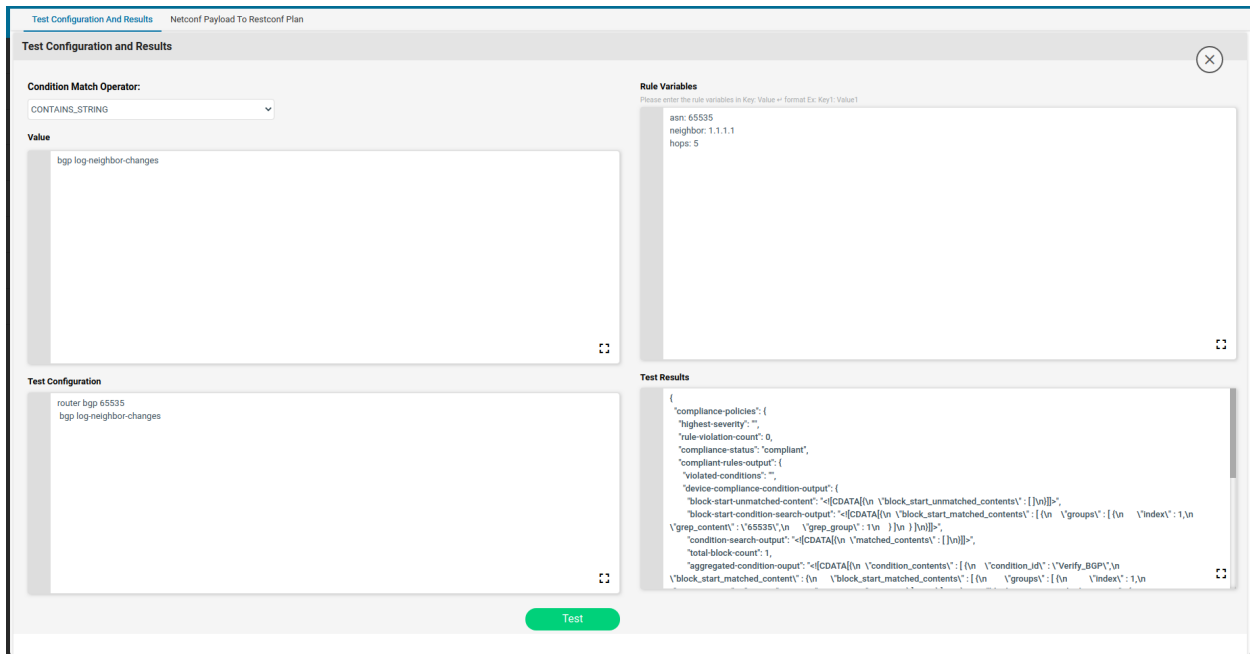 Test Configuration And Results
Netconf Payload To Restconf Plan
Test Configuration and Results
Condition Match Operator:
CONTAINS_STRING
Value
bgp log-neighbor-changes
Test Configuration
router bgp 65535
bgp log-neighbor-changes
Rule Variables
Please enter the rule variables in Key: Value ↵ format Ex: Key1: Value1
asn: 65535
neighbor: 1.1.1.1
hops: 5
Test Results
{
"compliance-policies": {
"highest-severity": "",
"rule-violation-count": 0,
"compliance-status": "compliant",
"compliant-rules-output": {
"violated-conditions": "",
"device-compliance-condition-output": {
"block-start-unmatched-content": "<![CDATA[{\n \"block_start_unmatched_contents\" : [ ]\n}]]>",
"block-start-condition-search-output": "<![CDATA[{\n \"block_start_matched_contents\" : [ {\n \"groups\" : [ {\n \"index\" : 1,\n
\"grep_content\" : \"65535\",\n \"grep_group\" : 1\n } ]\n } ]\n}]]>",
"condition-search-output": "<![CDATA[{\n \"matched_contents\" : [ ]\n}]]>",
"total-block-count": 1,
"aggregated-condition-ouput": "<![CDATA[{\n \"condition_contents\" : [ {\n \"condition_id\" : \"Verify_BGP\",\n
\"block_start_matched_content\" : {\n \"block_start_matched_contents\" : [ {\n \"groups\" : [ {\n \"index\" : 1,\n
Test